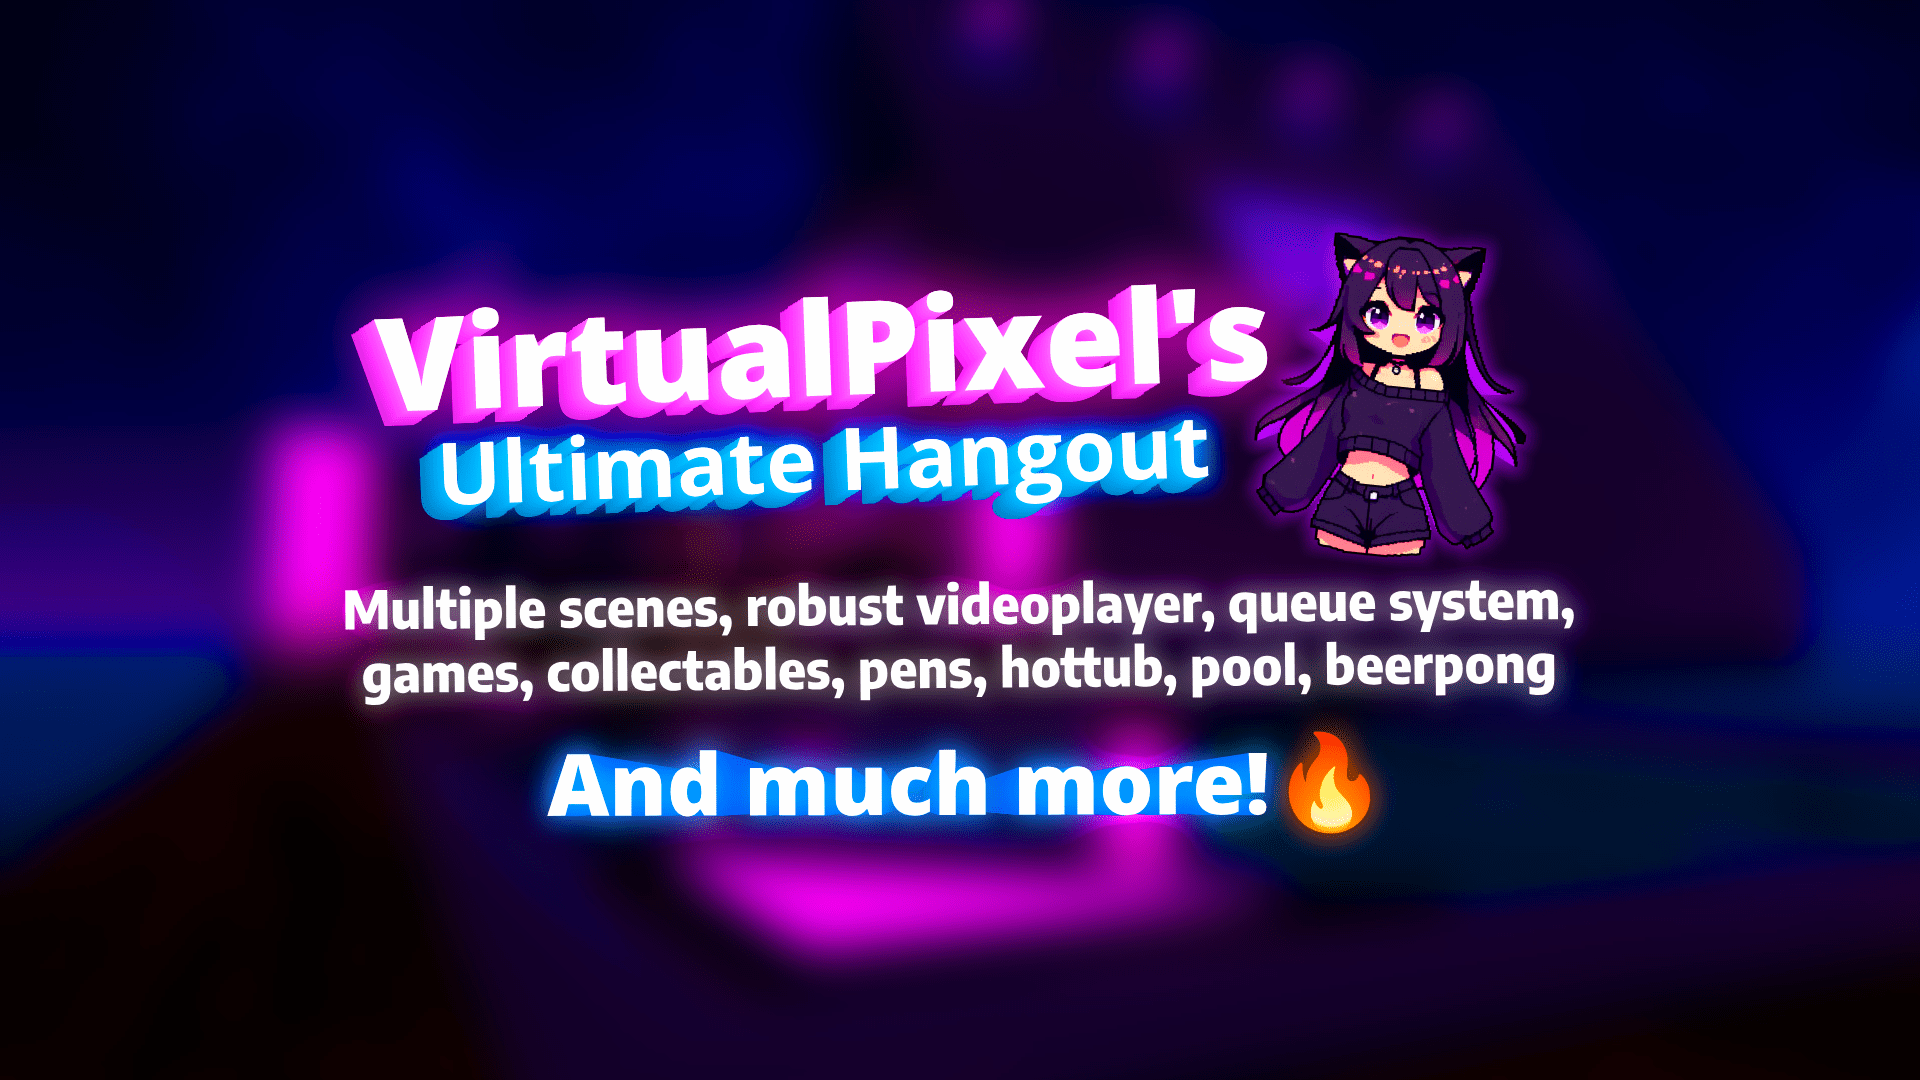 VirtualPixel's
Ultimate Hangout
Multiple scenes, robust videoplayer, queue system,
games, collectables, pens, hottub, pool, beerpong
And much more!🔥